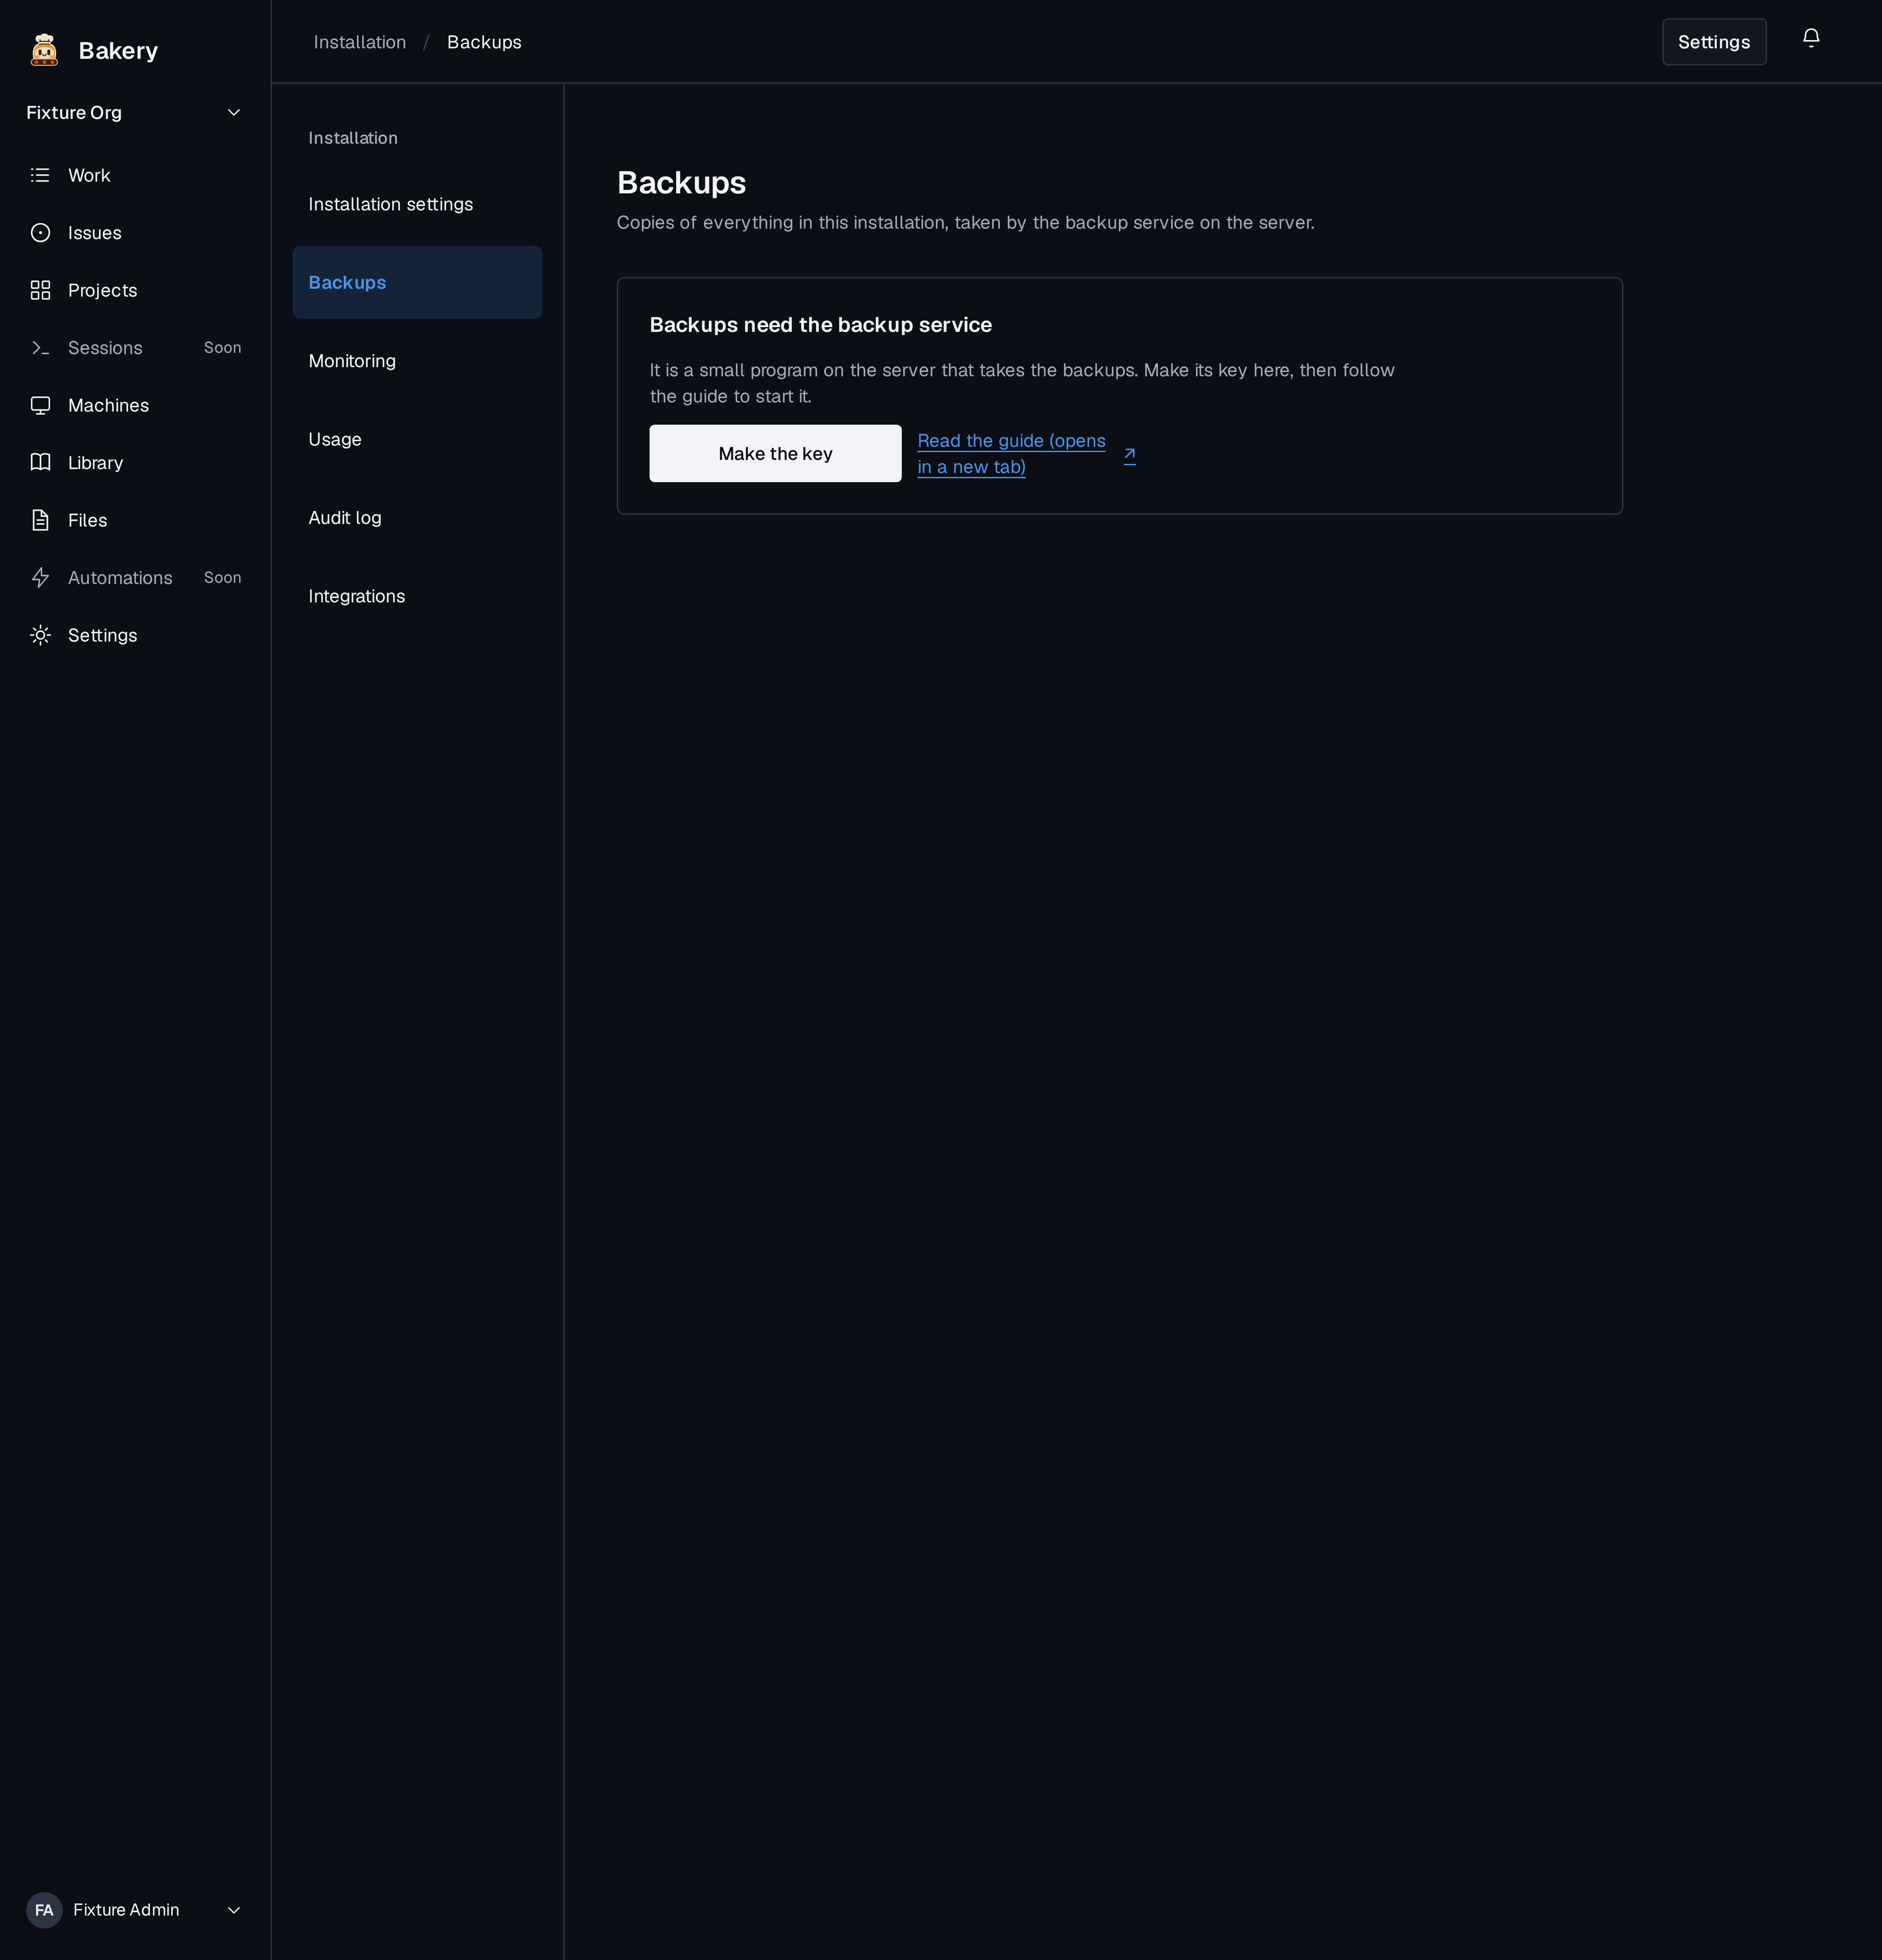 Bakery
Fixture Org
Work
Issues
Projects
Sessions Soon
Machines
Library
Files
Automations Soon
Settings
FA Fixture Admin
Installation / Backups
Settings
Installation
Installation settings
Backups
Monitoring
Usage
Audit log
Integrations
Backups
Copies of everything in this installation, taken by the backup service on the server.
Backups need the backup service
It is a small program on the server that takes the backups. Make its key here, then follow
the guide to start it.
Make the key
Read the guide (opens
in a new tab)